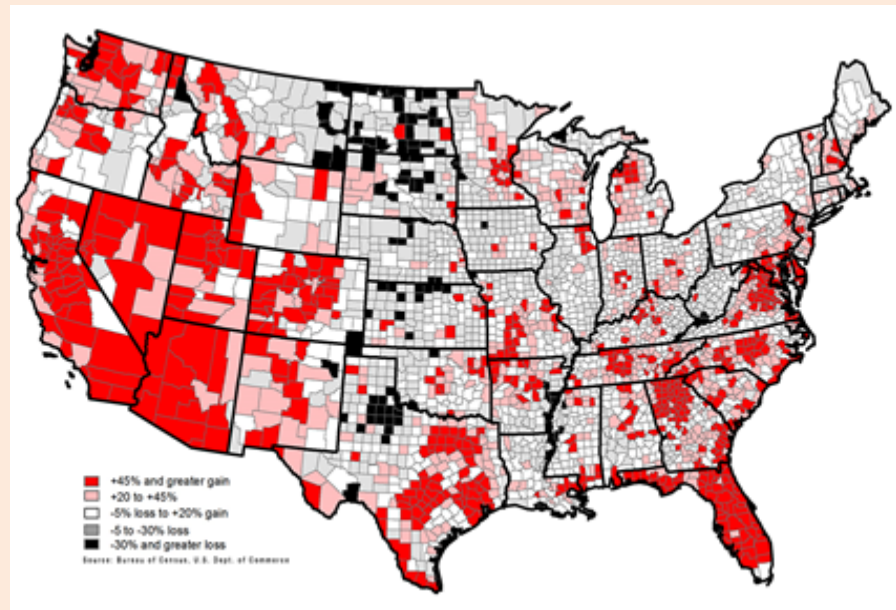 +45% and greater gain
+20 to +45%
-5% loss to +20% gain
-5 to -30% loss
-30% and greater loss
Source: Bureau of Census, U.S. Dept. of Commerce